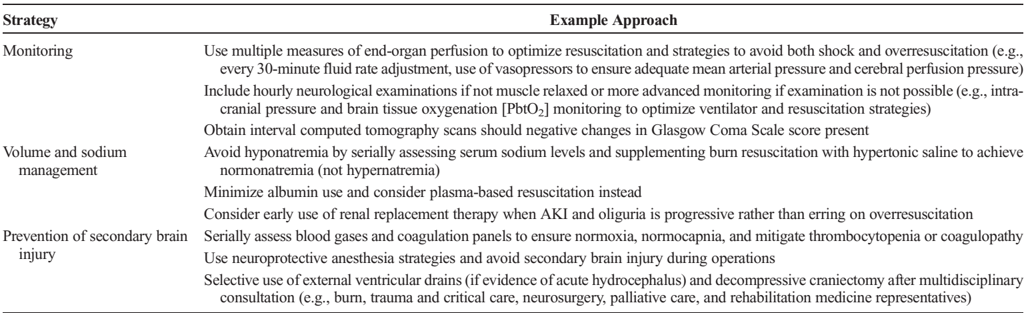 Strategy Example Approach
Monitoring Use multiple measures of end-organ perfusion to optimize resuscitation and strategies to avoid both shock and overresuscitation (e.g.,
every 30-minute fluid rate adjustment, use of vasopressors to ensure adequate mean arterial pressure and cerebral perfusion pressure)
Include hourly neurological examinations if not muscle relaxed or more advanced monitoring if examination is not possible (e.g., intra-
cranial pressure and brain tissue oxygenation [PbtO2] monitoring to optimize ventilator and resuscitation strategies)
Obtain interval computed tomography scans should negative changes in Glasgow Coma Scale score present
Volume and sodium Avoid hyponatremia by serially assessing serum sodium levels and supplementing burn resuscitation with hypertonic saline to achieve
management normonatremia (not hypernatremia)
Minimize albumin use and consider plasma-based resuscitation instead
Consider early use of renal replacement therapy when AKI and oliguria is progressive rather than erring on overresuscitation
Prevention of secondary brain Serially assess blood gases and coagulation panels to ensure normoxia, normocapnia, and mitigate thrombocytopenia or coagulopathy
injury Use neuroprotective anesthesia strategies and avoid secondary brain injury during operations
Selective use of external ventricular drains (if evidence of acute hydrocephalus) and decompressive craniectomy after multidisciplinary
consultation (e.g., burn, trauma and critical care, neurosurgery, palliative care, and rehabilitation medicine representatives)